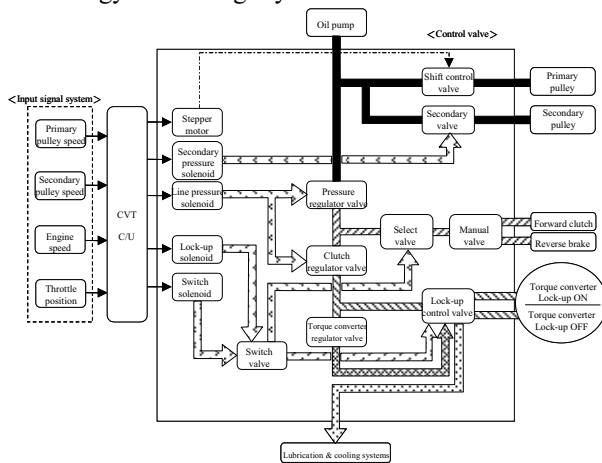 Oil pump
<Control valve>
Shift control
valve
Primary
pulley
<Input signal system>
Primary
pulley speed
Stepper
motor
Secondary
valve
Secondary
pulley
Secondary
pressure solenoid
Secondary
pulley speed
Line pressure
solenoid
Pressure
regulator valve
CVT
C/U
Engine
speed
Lock-up
solenoid
Select
valve
Manual
valve
Forward clutch
Reverse brake
Clutch
regulator valve
Throttle
position
Switch
solenoid
Lock-up
control valve
Torque converter
Lock-up ON
Torque converter
Lock-up OFF
Torque converter
regulator valve
Switch
valve
Lubrication & cooling systems